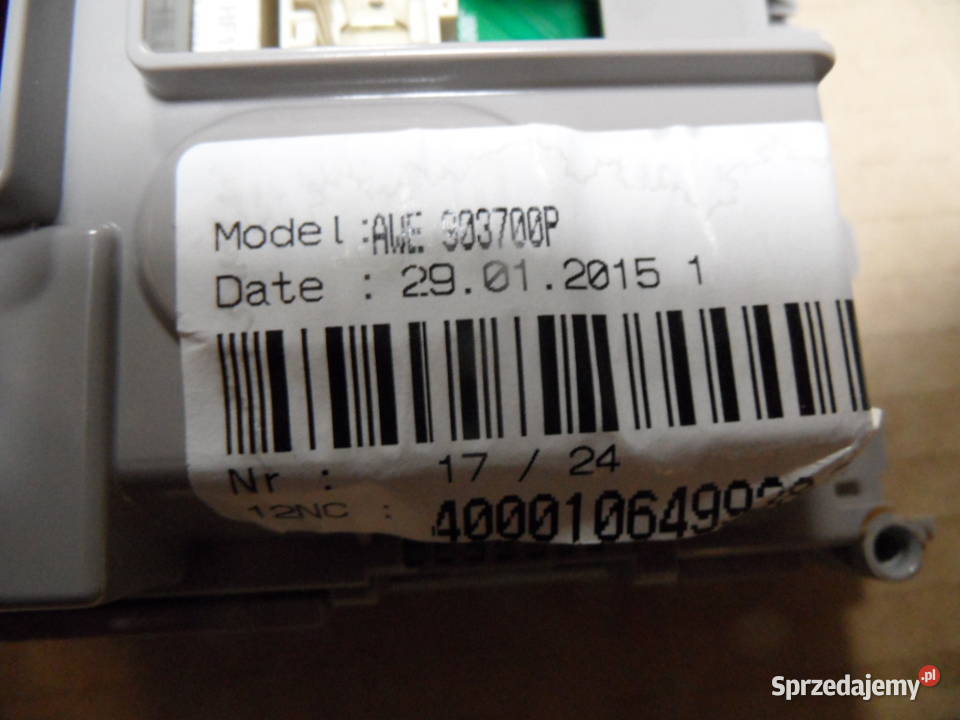 Model :AWE 903700P
Date : 29.01.2015 1
Nr : 17 / 24
12NC :
Sprzedajemy.pl